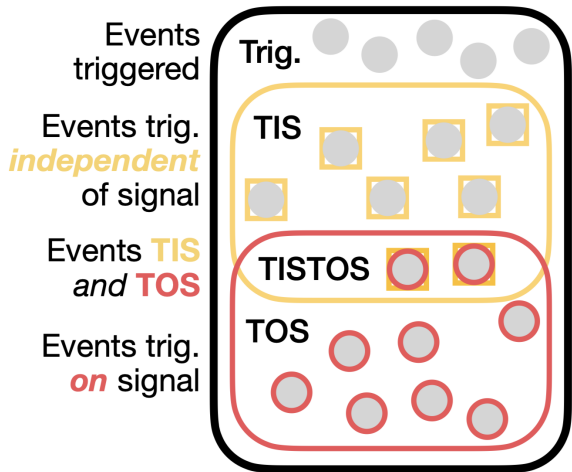 Events
triggered
Trig.
Events trig.
independent
of signal
TIS
Events TIS
and TOS
TISTOS
Events trig.
on signal
TOS